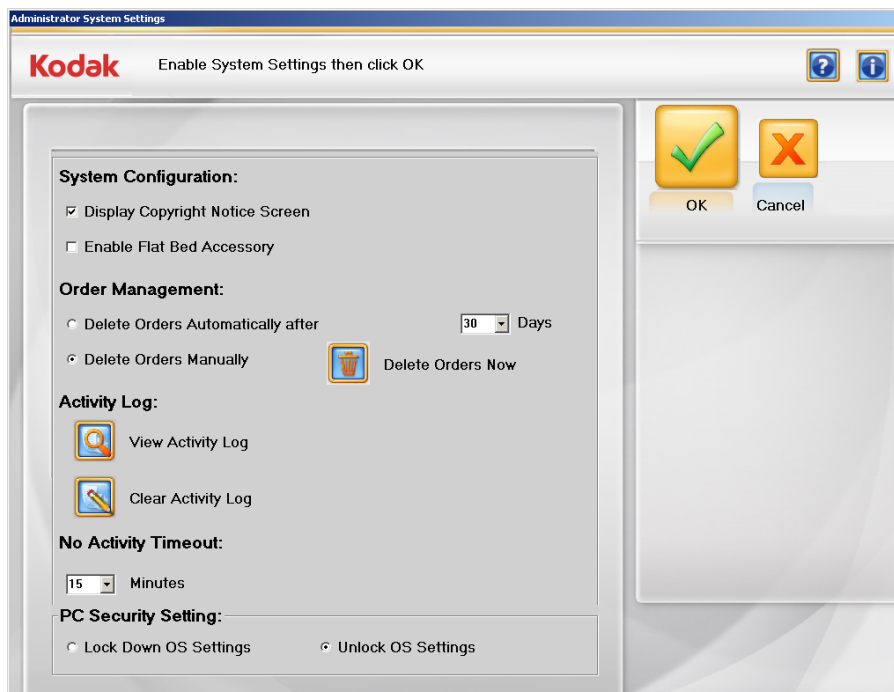 Administrator System Settings
Kodak
Enable System Settings then click OK
? i
OK
Cancel
System Configuration:
Display Copyright Notice Screen
Enable Flat Bed Accessory
Order Management:
Delete Orders Automatically after 30 Days
Delete Orders Manually
Delete Orders Now
Activity Log:
View Activity Log
Clear Activity Log
No Activity Timeout:
15 Minutes
PC Security Setting:
Lock Down OS Settings
Unlock OS Settings